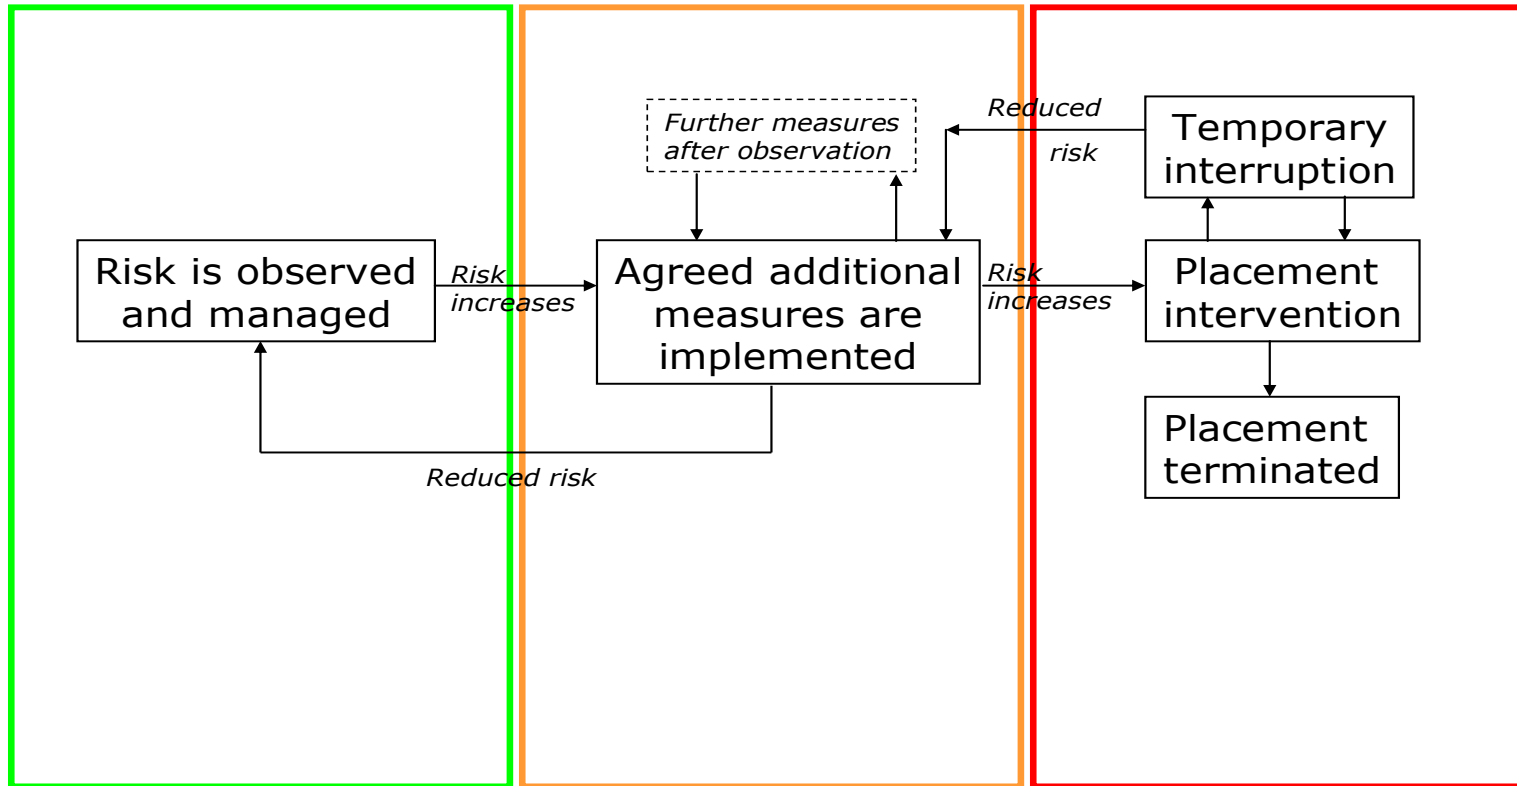 Risk is observed
and managed
Risk
increases
Reduced risk
Further measures
after observation
Agreed additional
measures are
implemented
Risk
increases
Reduced
risk
Temporary
interruption
Placement
intervention
Placement
terminated